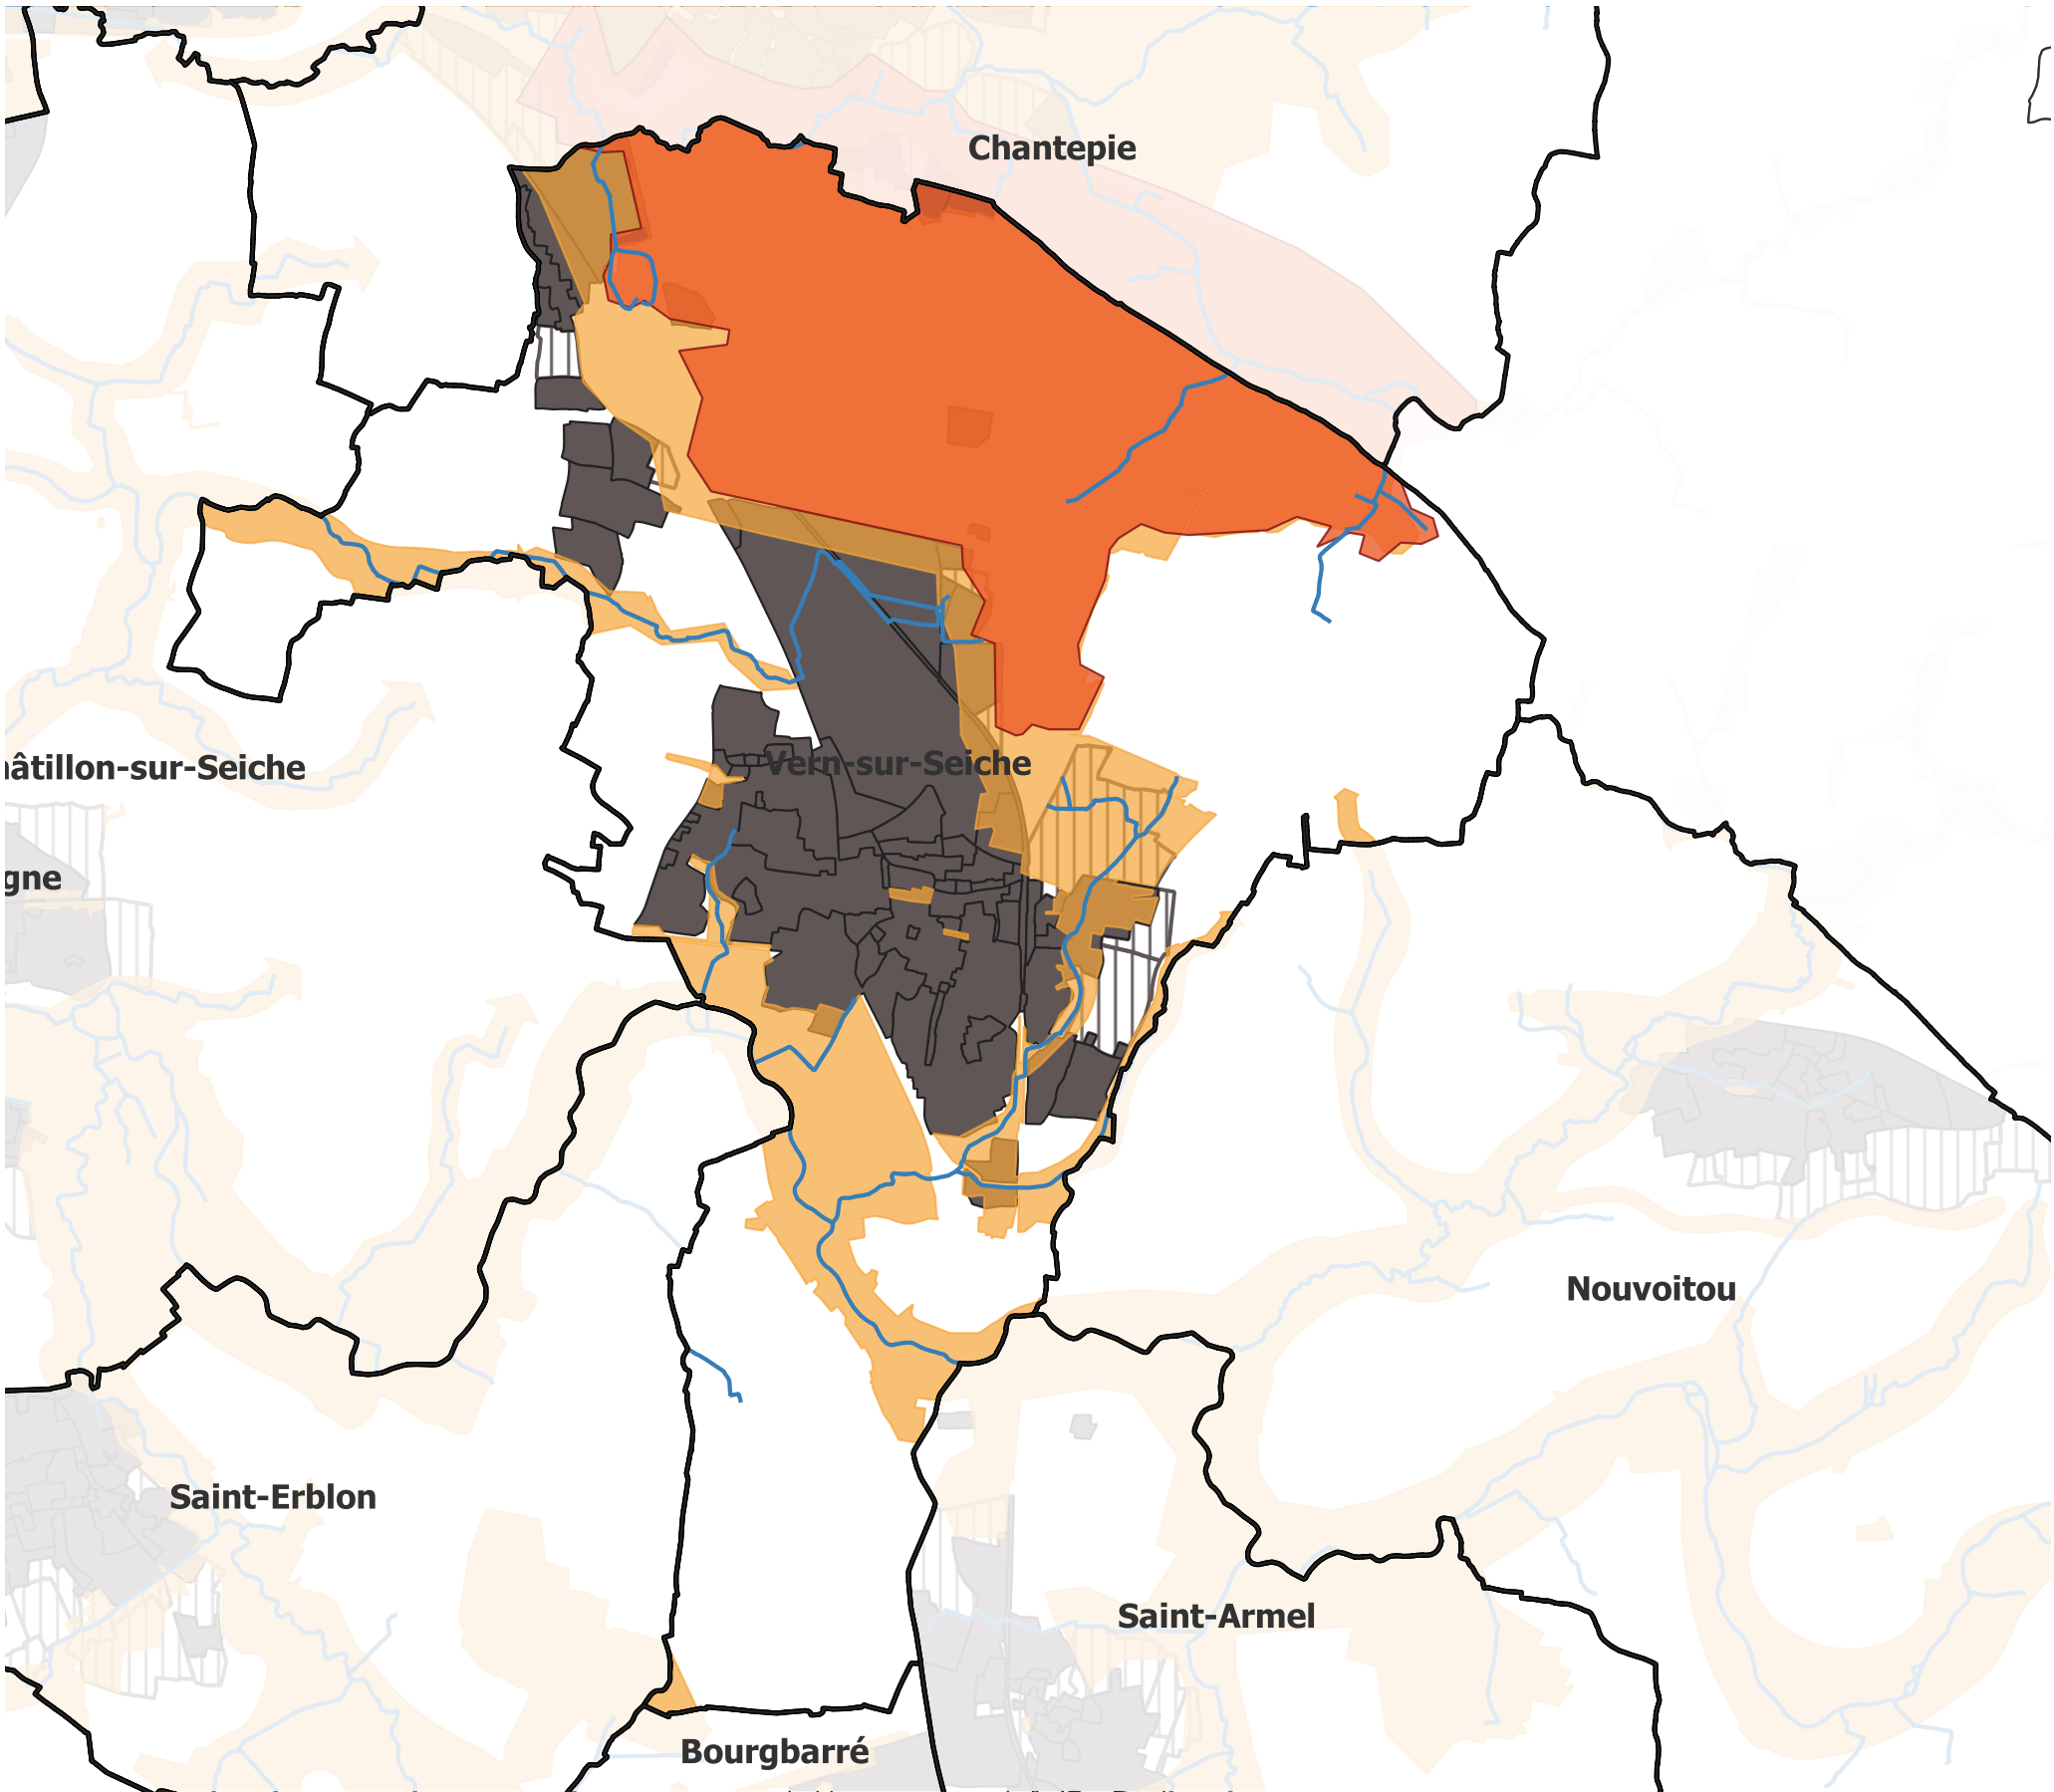 Chantepie
Vern-sur-Seiche
âtillon-sur-Seiche
gne
Nouvoitou
Saint-Erblon
Saint-Armel
Bourgbarré